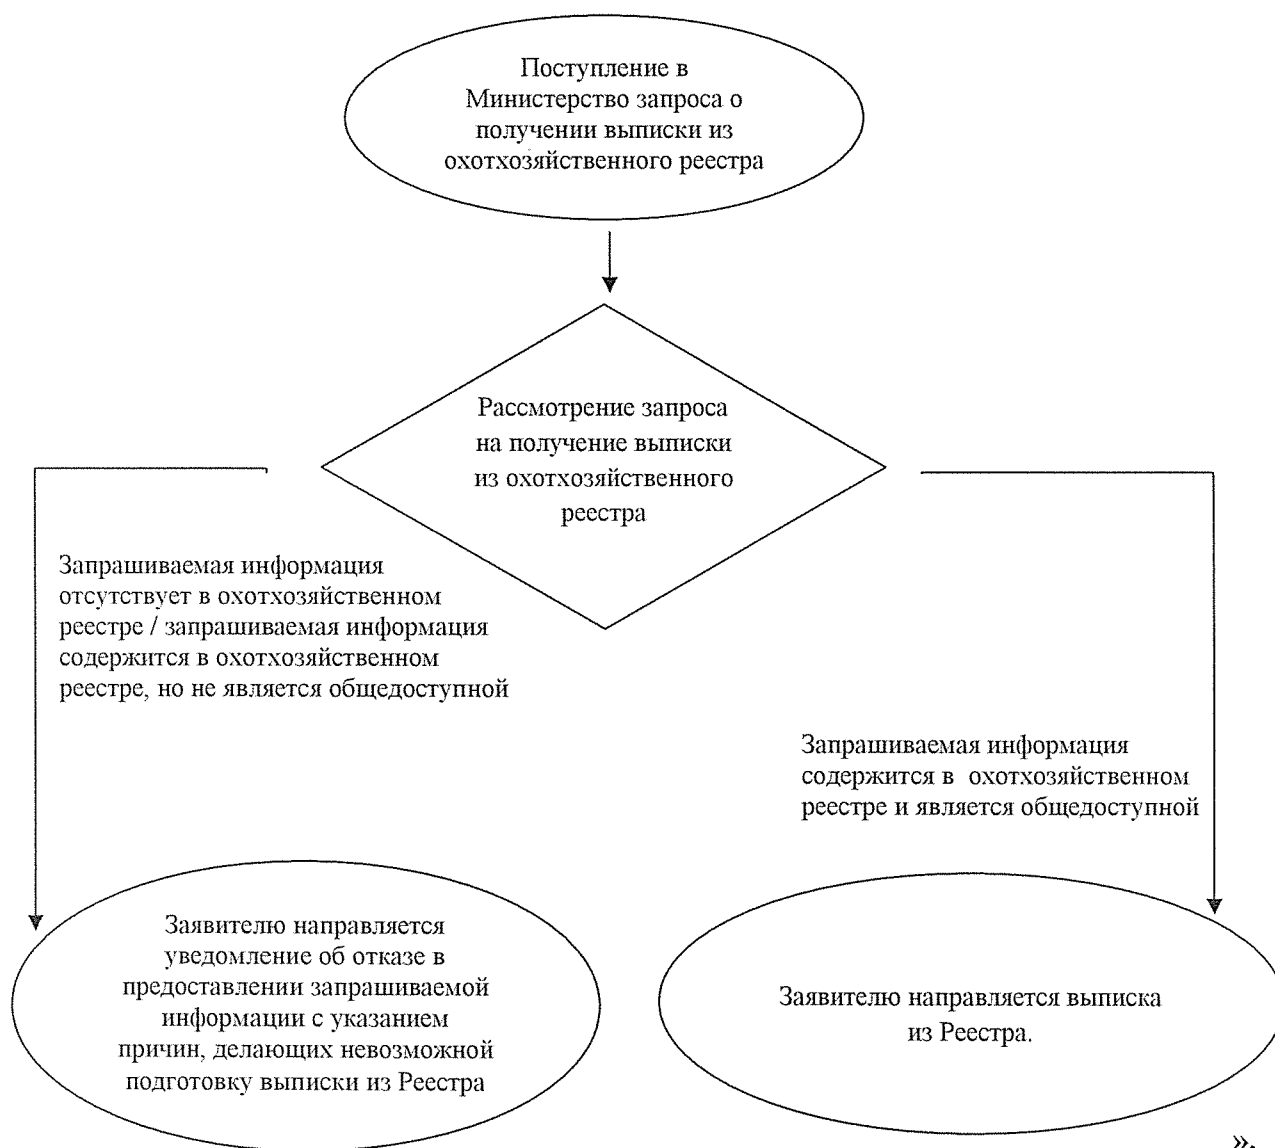 Поступление в
Министерство запроса о
получении выписки из
охотхозяйственного реестра
Рассмотрение запроса
на получение выписки
из охотхозяйственного
реестра
Запрашиваемая информация
отсутствует в охотхозяйственном
реестре / запрашиваемая информация
содержится в охотхозяйственном
реестре, но не является общедоступной
Запрашиваемая информация
содержится в охотхозяйственном
реестре и является общедоступной
Заявителю направляется
уведомление об отказе в
предоставлении запрашиваемой
информации с указанием
причин, делающих невозможной
подготовку выписки из Реестра
Заявителю направляется выписка
из Реестра.
».